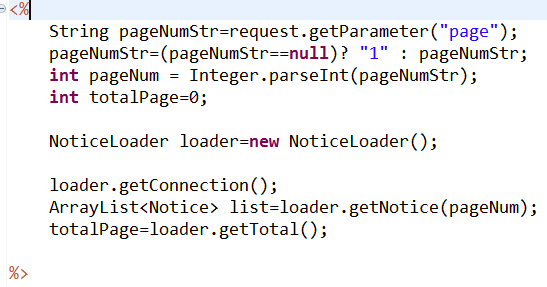 <%
String pageNumStr=request.getParameter("page");
pageNumStr=(pageNumStr==null)? "1" : pageNumStr;
int pageNum = Integer.parseInt(pageNumStr);
int totalPage=0;
NoticeLoader loader=new NoticeLoader();
loader.getConnection();
ArrayList<Notice> list=loader.getNotice(pageNum);
totalPage=loader.getTotal();
%>